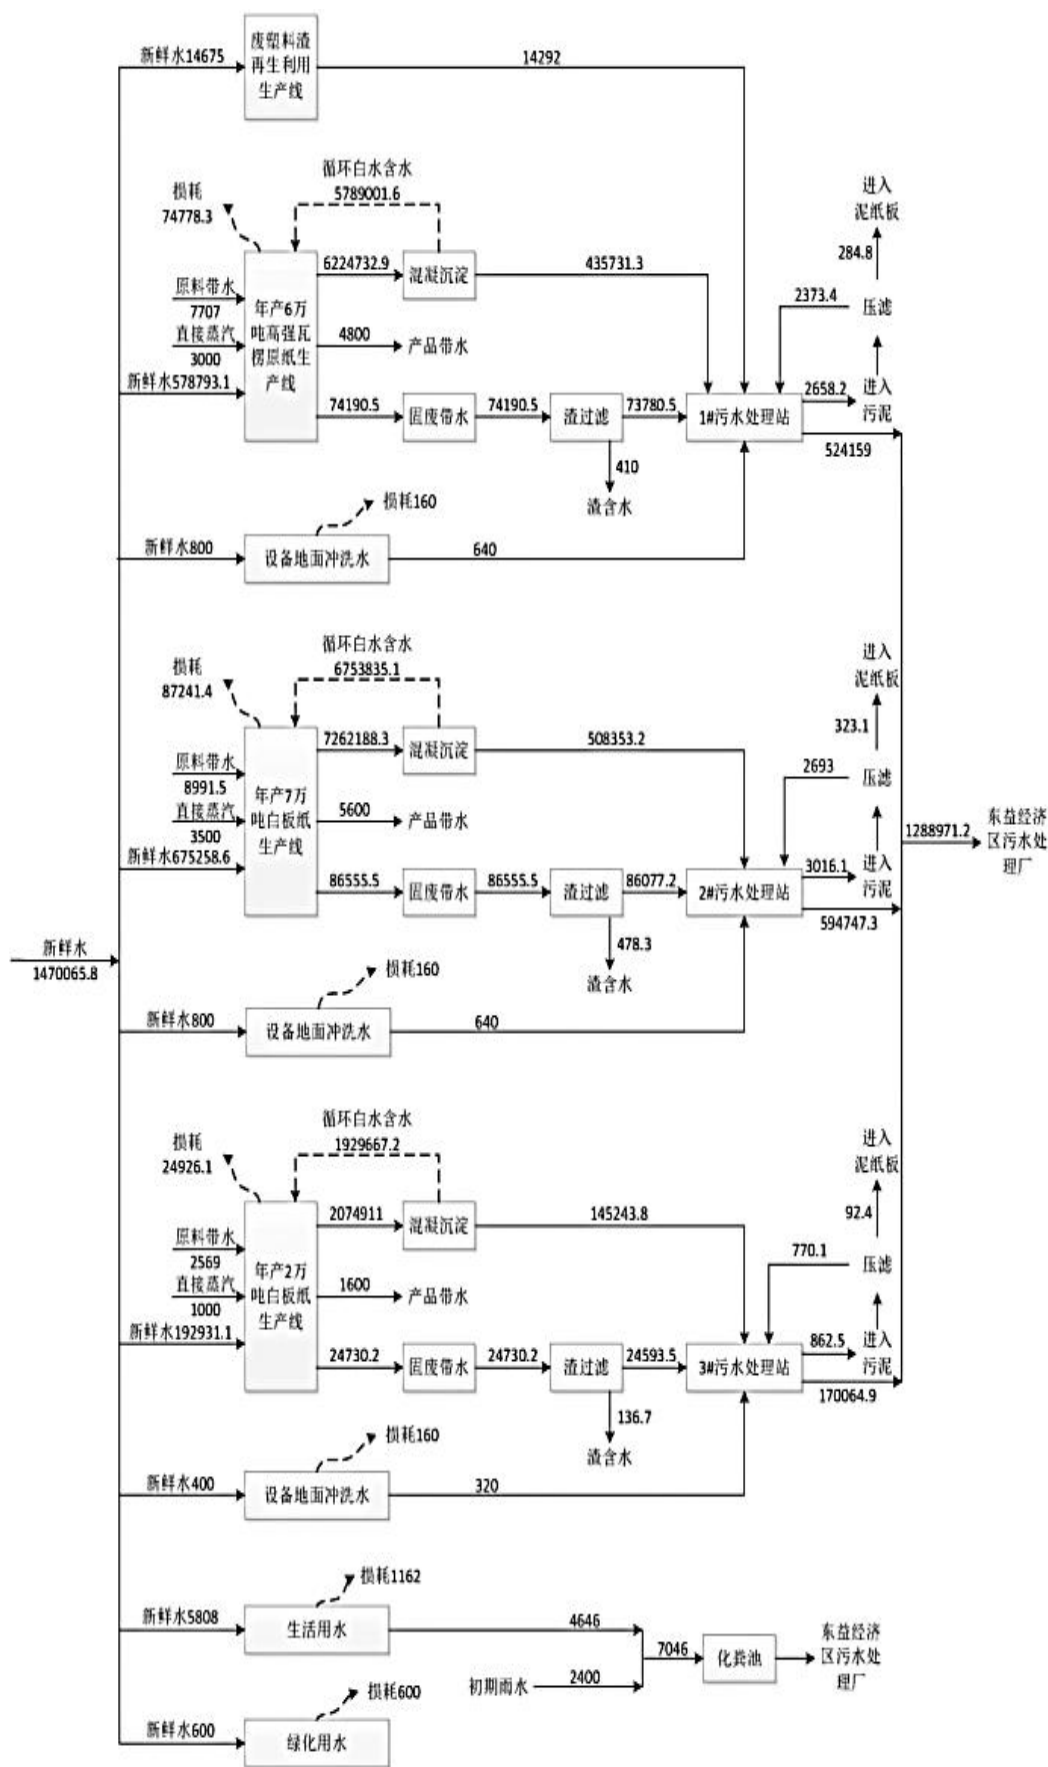 废塑料渣
再生利用
生产线
新鲜水14675
14292
循环白水含水
5789001.6
损耗
74778.3
进入
泥纸板
284.8
6224732.9
混凝沉淀
435731.3
原料带水
7707
直接蒸汽
3000
新鲜水578793.1
年产6万
吨高强瓦
楞原纸生
产线
4800
产品带水
2373.4
压滤
74190.5
固废带水
74190.5
渣过滤
73780.5
1#污水处理站
2658.2
进入
污泥
524159
410
渣含水
损耗160
新鲜水800
设备地面冲洗水
640
循环白水含水
6753835.1
损耗
87241.4
进入
泥纸板
323.1
7262188.3
混凝沉淀
508353.2
原料带水
8991.5
直接蒸汽
3500
新鲜水675258.6
年产7万
吨白板纸
生产线
5600
产品带水
2693
压滤
1288971.2
东益经济
区污水处
理厂
86555.5
固废带水
86555.5
渣过滤
86077.2
2#污水处理站
3016.1
进入
污泥
594747.3
478.3
渣含水
新鲜水
1470065.8
损耗160
新鲜水800
设备地面冲洗水
640
循环白水含水
1929667.2
损耗
24926.1
进入
泥纸板
92.4
2074911
混凝沉淀
145243.8
原料带水
2569
直接蒸汽
1000
新鲜水192931.1
年产2万
吨白板纸
生产线
1600
产品带水
770.1
压滤
24730.2
固废带水
24730.2
渣过滤
24593.5
3#污水处理站
862.5
进入
污泥
170064.9
136.7
渣含水
损耗160
新鲜水400
设备地面冲洗水
320
损耗1162
新鲜水5808
生活用水
4646
7046
化粪池
东益经济
区污水处
理厂
初期雨水
2400
损耗600
新鲜水600
绿化用水